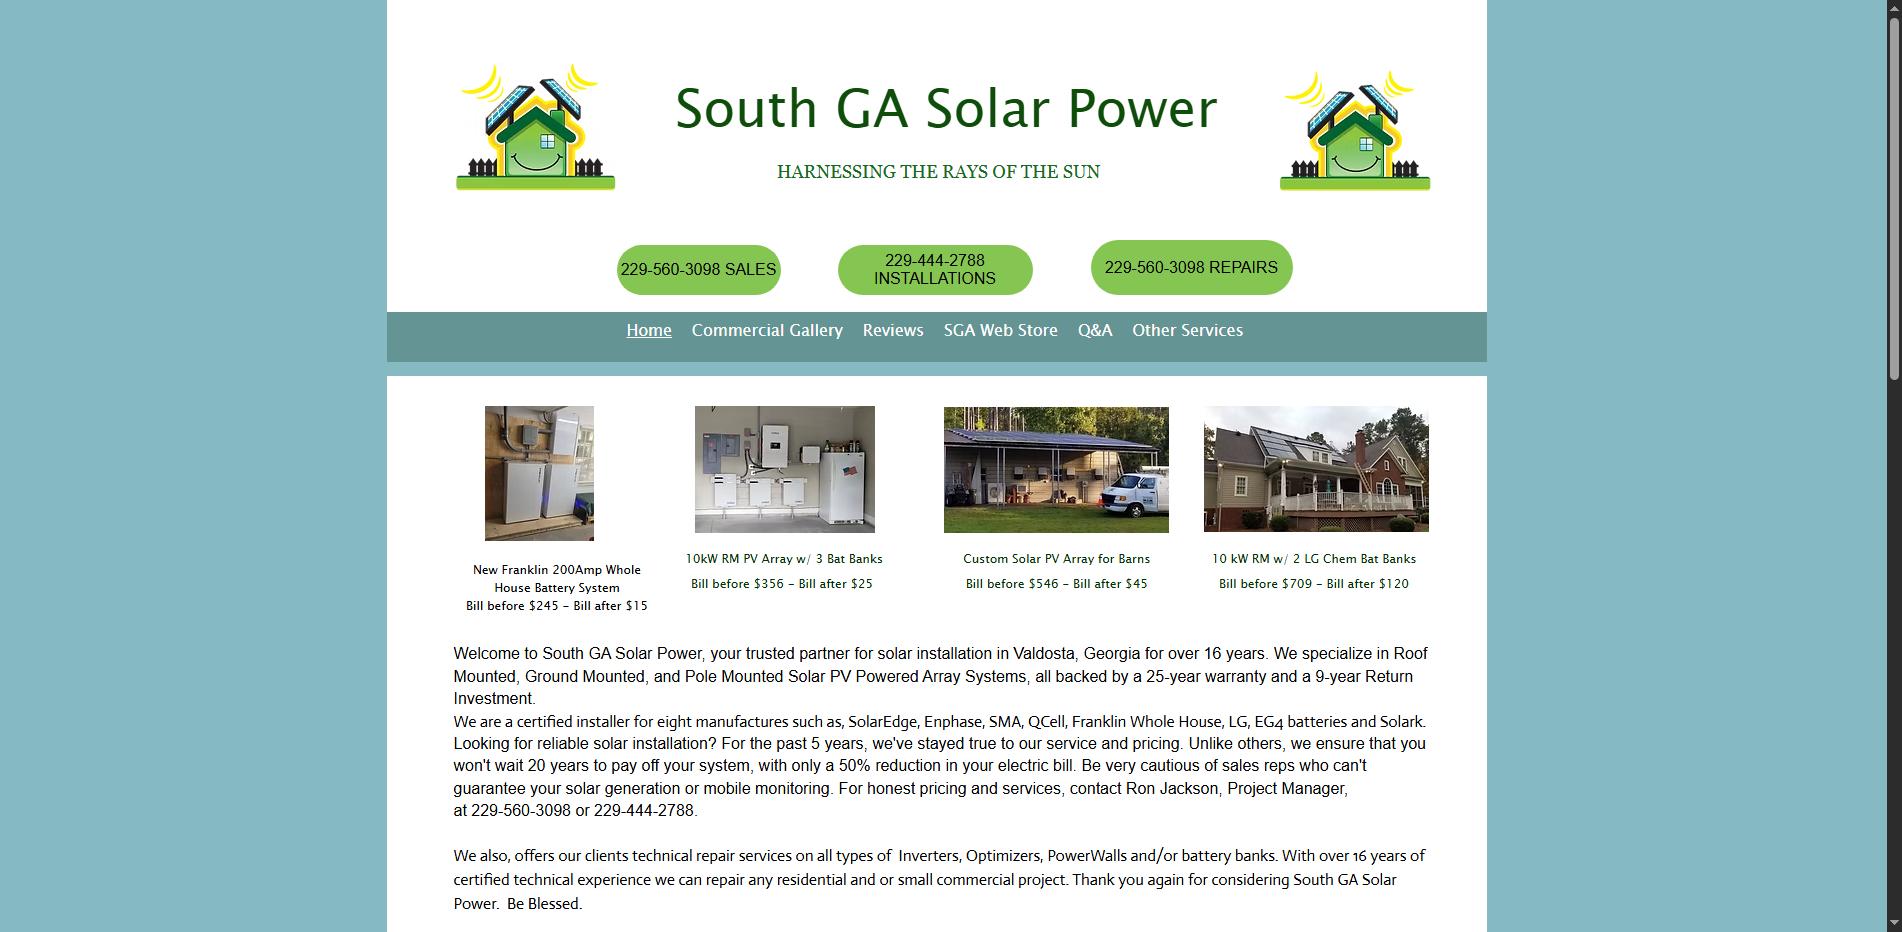 South GA Solar Power
HARNESSING THE RAYS OF THE SUN
229-560-3098 SALES
229-444-2788
INSTALLATIONS
229-560-3098 REPAIRS
Home Commercial Gallery Reviews SGA Web Store Q&A Other Services
New Franklin 200Amp Whole
House Battery System
Bill before $245 - Bill after $15
10kW RM PV Array w/ 3 Bat Banks
Bill before $356 - Bill after $25
Custom Solar PV Array for Barns
Bill before $546 - Bill after $45
10 kW RM w/ 2 LG Chem Bat Banks
Bill before $709 - Bill after $120
Welcome to South GA Solar Power, your trusted partner for solar installation in Valdosta, Georgia for over 16 years. We specialize in Roof
Mounted, Ground Mounted, and Pole Mounted Solar PV Powered Array Systems, all backed by a 25-year warranty and a 9-year Return
Investment.
We are a certified installer for eight manufactures such as, SolarEdge, Enphase, SMA, QCell, Franklin Whole House, LG, EG4 batteries and Solark.
Looking for reliable solar installation? For the past 5 years, we've stayed true to our service and pricing. Unlike others, we ensure that you
won't wait 20 years to pay off your system, with only a 50% reduction in your electric bill. Be very cautious of sales reps who can't
guarantee your solar generation or mobile monitoring. For honest pricing and services, contact Ron Jackson, Project Manager,
at 229-560-3098 or 229-444-2788.
We also, offers our clients technical repair services on all types of Inverters, Optimizers, PowerWalls and/or battery banks. With over 16 years of
certified technical experience we can repair any residential and or small commercial project. Thank you again for considering South GA Solar
Power. Be Blessed.